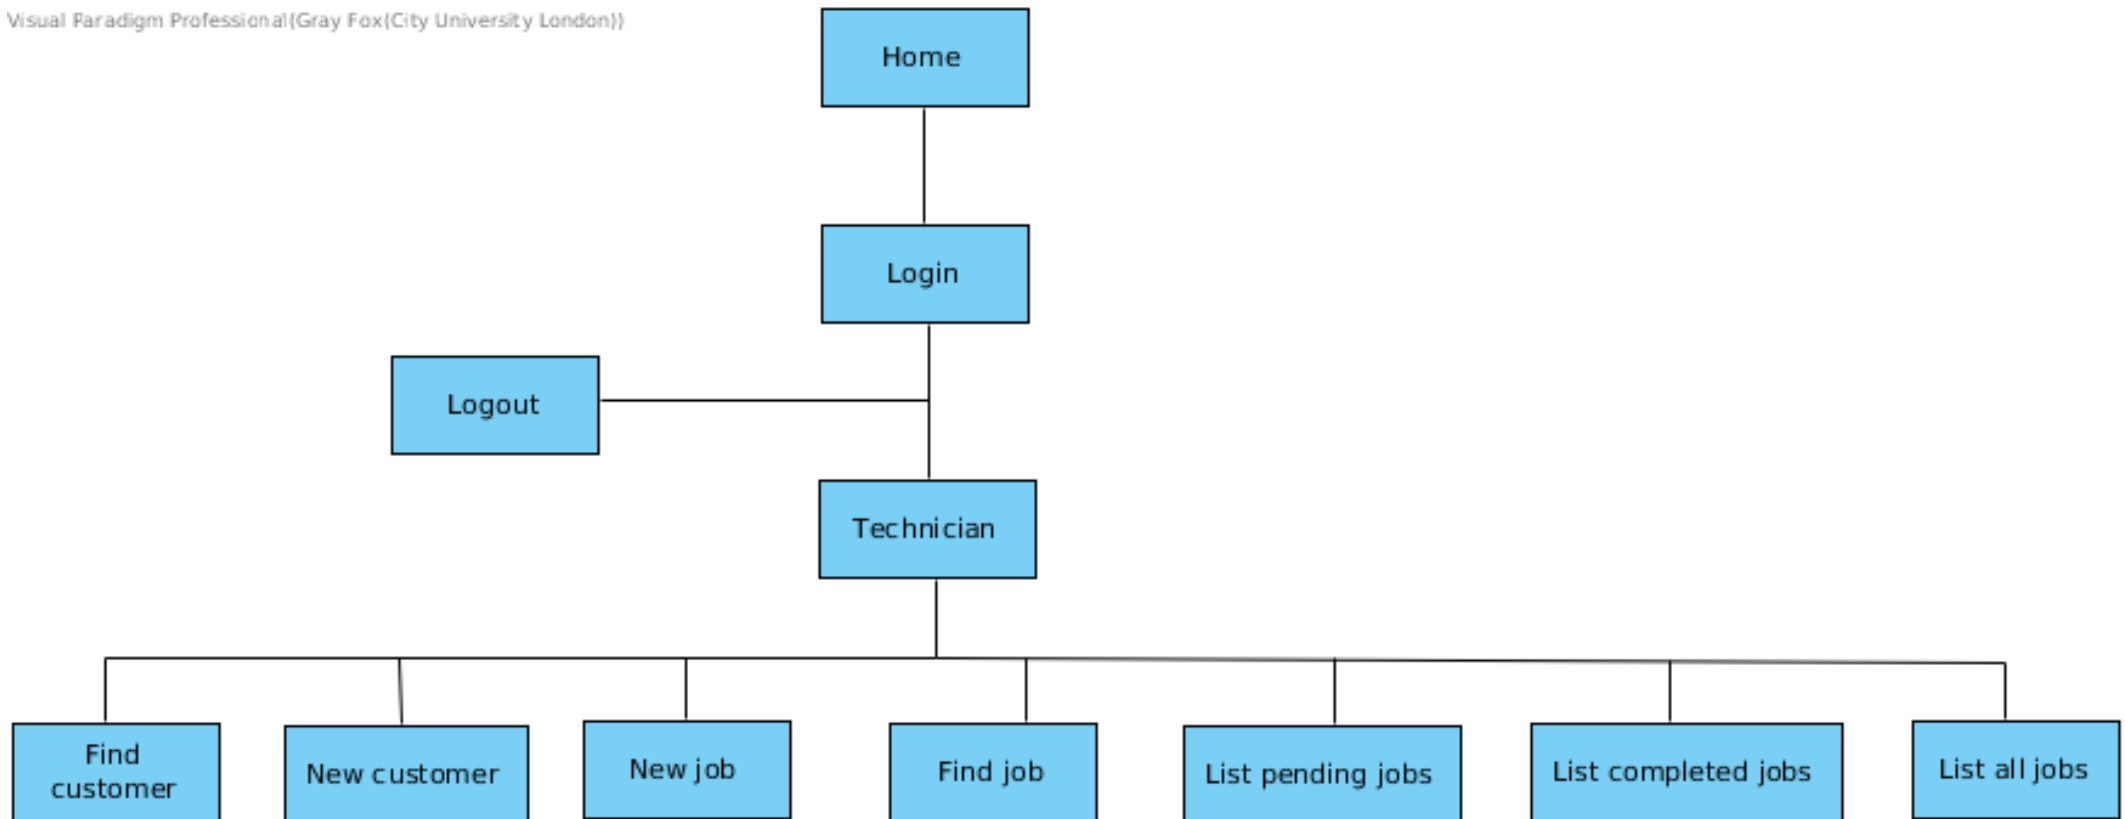 Visual Paradigm Professional(Gray Fox(City University London))
Home
Login
Logout
Technician
Find
customer
New customer
New job
Find job
List pending jobs
List completed jobs
List all jobs